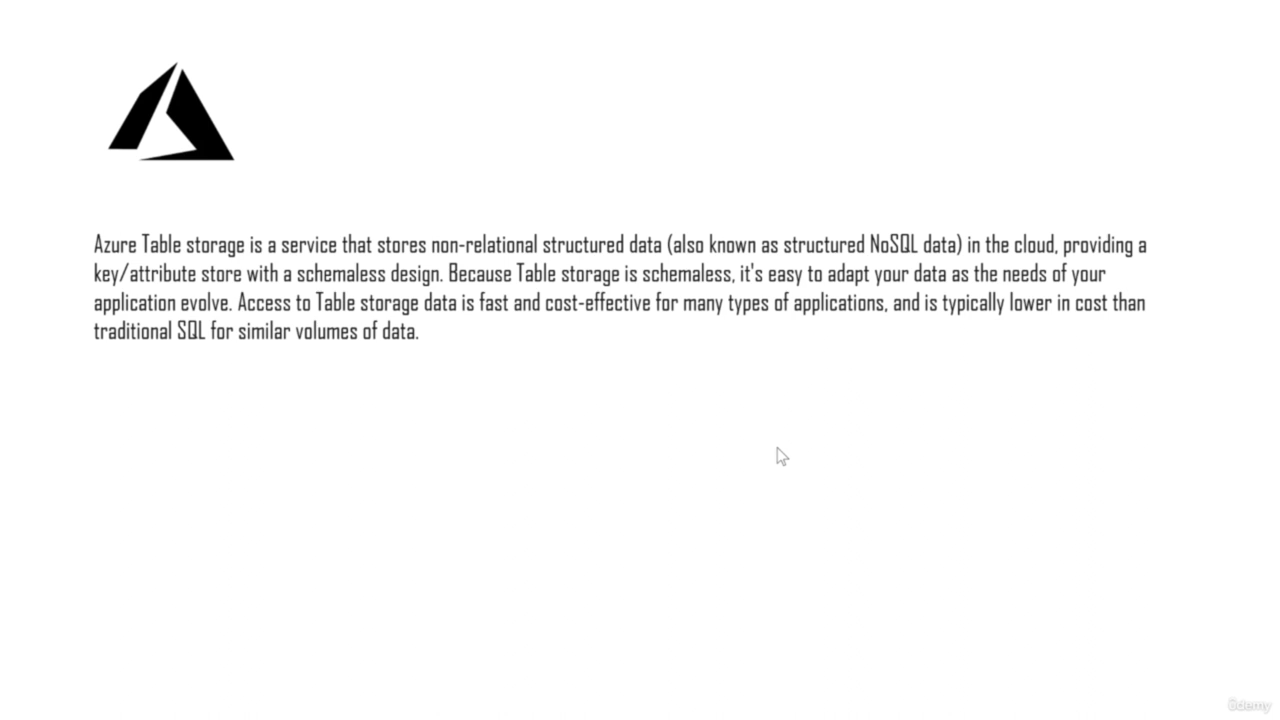 Azure Table storage is a service that stores non-relational structured data (also known as structured NoSQL data) in the cloud, providing a
key/attribute store with a schemaless design. Because Table storage is schemaless, it's easy to adapt your data as the needs of your
application evolve. Access to Table storage data is fast and cost-effective for many types of applications, and is typically lower in cost than
traditional SQL for similar volumes of data.
ûdemy